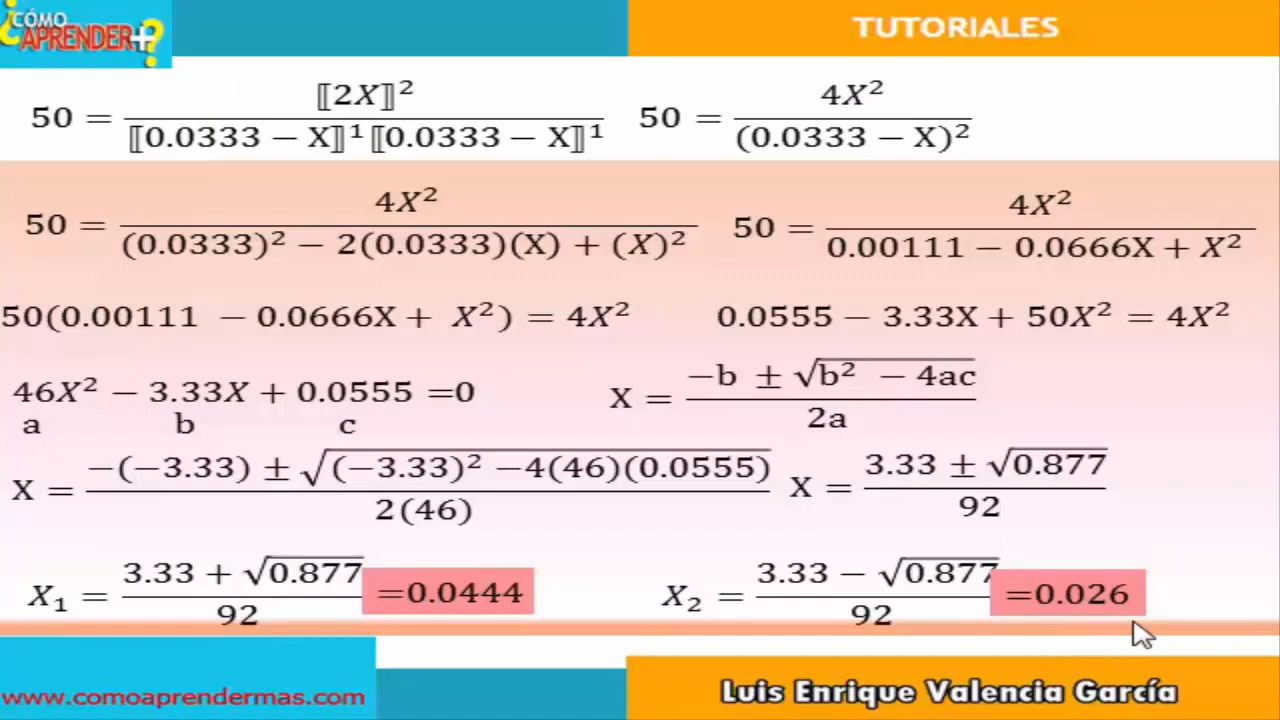 ¿CÓMO
APRENDER+?
TUTORIALES
50 = ⟦2X⟧² / ⟦0.0333 − X⟧¹⟦0.0333 − X⟧¹
50 = 4X² / (0.0333 − X)²
50 = 4X² / (0.0333)² − 2(0.0333)(X) + (X)²
50 = 4X² / 0.00111 − 0.0666X + X²
50(0.00111 − 0.0666X + X²) = 4X²
0.0555 − 3.33X + 50X² = 4X²
46X² − 3.33X + 0.0555 =0
a b c
X = −b ± √b² − 4ac / 2a
X = −(−3.33) ± √(−3.33)² −4(46)(0.0555) / 2(46)
X = 3.33 ± √0.877 / 92
X₁ = 3.33 + √0.877 / 92 =0.0444
X₂ = 3.33 − √0.877 / 92 =0.026
www.comoaprendermas.com
Luis Enrique Valencia García